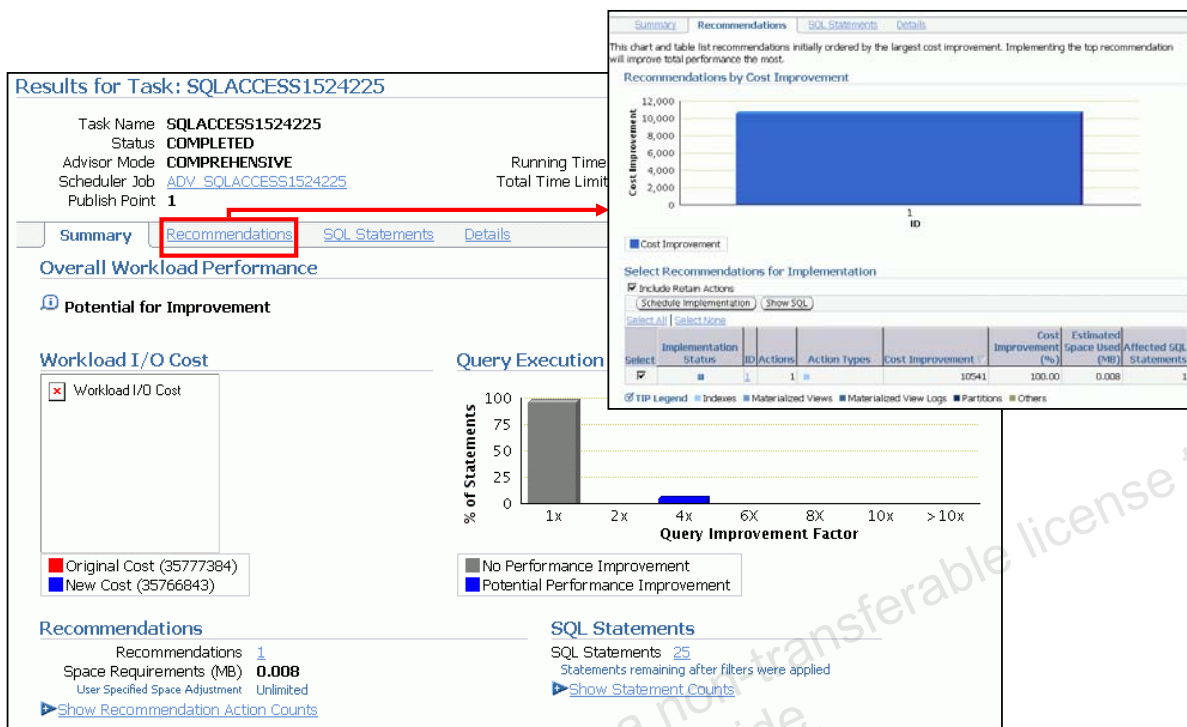 Results for Task: SQLACCESS1524225
Task Name SQLACCESS1524225
Status COMPLETED
Advisor Mode COMPREHENSIVE
Scheduler Job ADV_SQLACCESS1524225
Publish Point 1
Running Time
Total Time Limit
Summary Recommendations SQL Statements Details
Overall Workload Performance
Potential for Improvement
Workload I/O Cost
Workload I/O Cost
Original Cost (35777384)
New Cost (35766843)
Query Execution
% of Statements
100
75
50
25
0
1x 2x 4x 6X 8X 10x >10x
Query Improvement Factor
No Performance Improvement
Potential Performance Improvement
Recommendations
Recommendations 1
Space Requirements (MB) 0.008
User Specified Space Adjustment Unlimited
Show Recommendation Action Counts
SQL Statements
SQL Statements 25
Statements remaining after filters were applied
Show Statement Counts
Summary Recommendations SQL Statements Details
This chart and table list recommendations initially ordered by the largest cost improvement. Implementing the top recommendation
will improve total performance the most.
Recommendations by Cost Improvement
Cost Improvement
12,000
10,000
8,000
6,000
4,000
2,000
0
1
ID
Cost Improvement
Select Recommendations for Implementation
Include Retain Actions
Schedule Implementation Show SQL
Select All | Select None
Select Implementation Status ID Actions Action Types Cost Improvement Cost Improvement (%) Estimated Space Used (MB) Affected SQL Statements
1 1 10541 100.00 0.008 1
TIP Legend Indexes Materialized Views Materialized View Logs Partitions Others
a non-transferable license